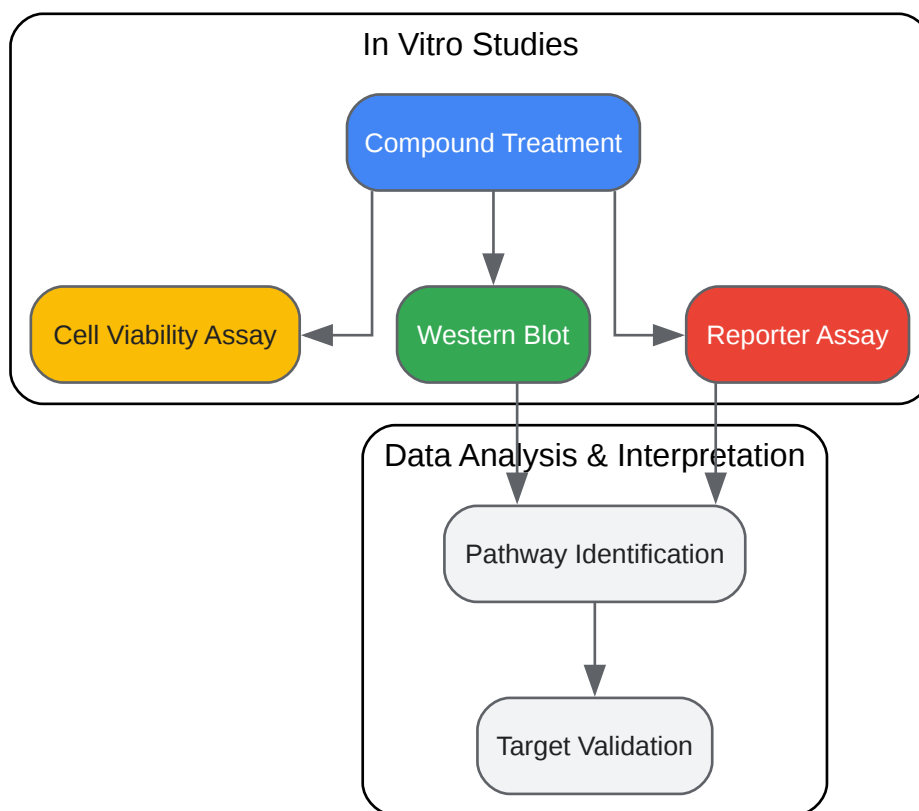 In Vitro Studies
Compound Treatment
Cell Viability Assay
Western Blot
Reporter Assay
Data Analysis & Interpretation
Pathway Identification
Target Validation